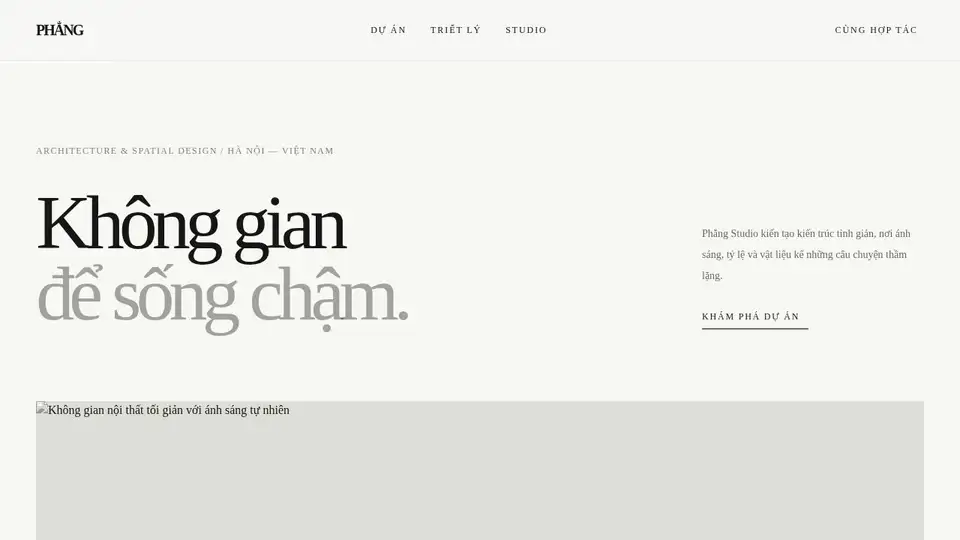 PHẲNG
DỰ ÁN
TRIẾT LÝ
STUDIO
CÙNG HỢP TÁC
ARCHITECTURE & SPATIAL DESIGN / HÀ NỘI — VIỆT NAM
Không gian
để sống chậm.
Phẳng Studio kiến tạo kiến trúc tinh giản, nơi ánh
sáng, tỷ lệ và vật liệu kể những câu chuyện thầm
lặng.
KHÁM PHÁ DỰ ÁN
Không gian nội thất tối giản với ánh sáng tự nhiên